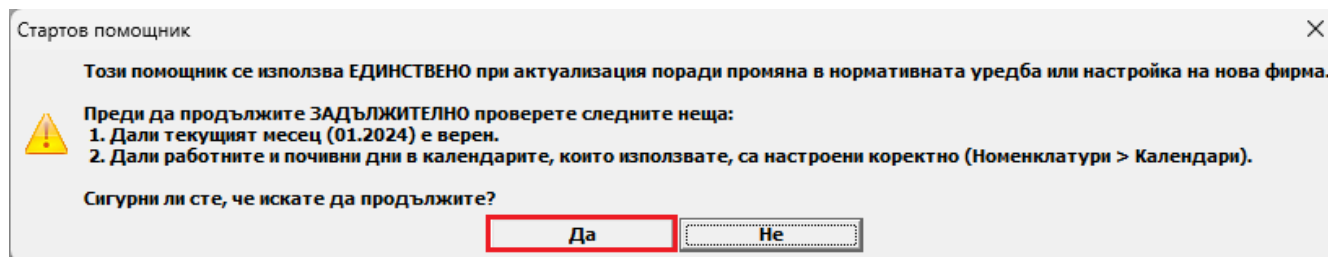 Стартов помощник
Този помощник се използва ЕДИНСТВЕНО при актуализация поради промяна в нормативната уредба или настройка на нова фирма.
Преди да продължите ЗАДЪЛЖИТЕЛНО проверете следните неща:
1. Дали текущият месец (01.2024) е верен.
2. Дали работните и почивни дни в календарите, които използвате, са настроени коректно (Номенклатури > Календари).
Сигурни ли сте, че искате да продължите?
Да
Не